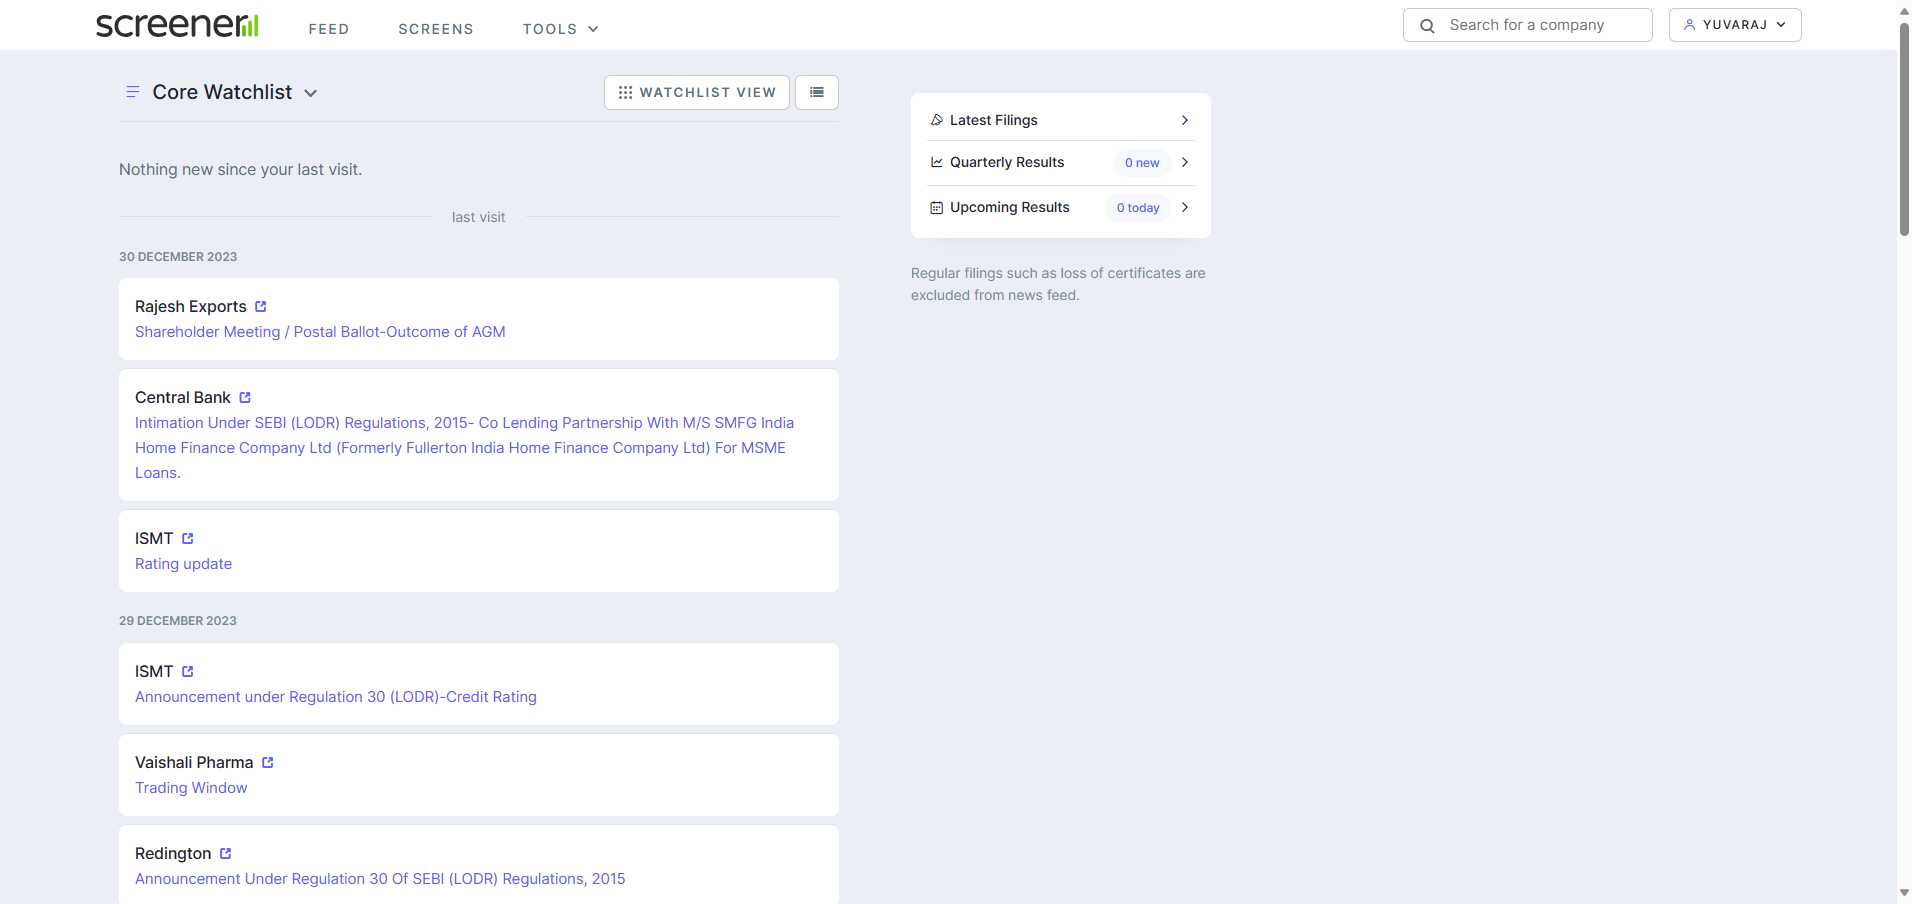 screener
FEED
SCREENS
TOOLS
Search for a company
YUVARAJ
Core Watchlist
WATCHLIST VIEW
Nothing new since your last visit.
last visit
30 DECEMBER 2023
Rajesh Exports
Shareholder Meeting / Postal Ballot-Outcome of AGM
Central Bank
Intimation Under SEBI (LODR) Regulations, 2015- Co Lending Partnership With M/S SMFG India
Home Finance Company Ltd (Formerly Fullerton India Home Finance Company Ltd) For MSME
Loans.
ISMT
Rating update
29 DECEMBER 2023
ISMT
Announcement under Regulation 30 (LODR)-Credit Rating
Vaishali Pharma
Trading Window
Redington
Announcement Under Regulation 30 Of SEBI (LODR) Regulations, 2015
Latest Filings
Quarterly Results
0 new
Upcoming Results
0 today
Regular filings such as loss of certificates are
excluded from news feed.